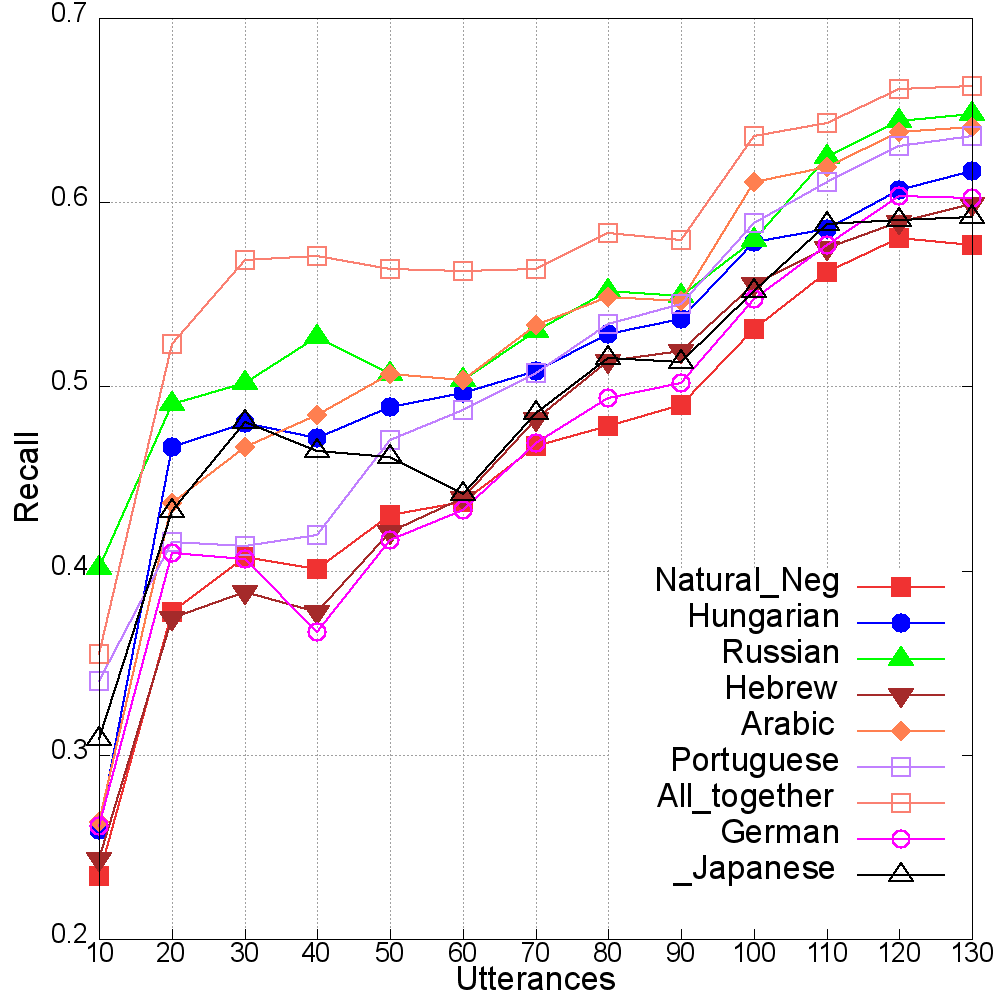 0.7
0.6
0.5
0.4
0.3
0.2
Recall
Natural_Neg
Hungarian
Russian
Hebrew
Arabic
Portuguese
All_together
German
_Japanese
10 20 30 40 50 60 70 80 90 100 110 120 130
Utterances